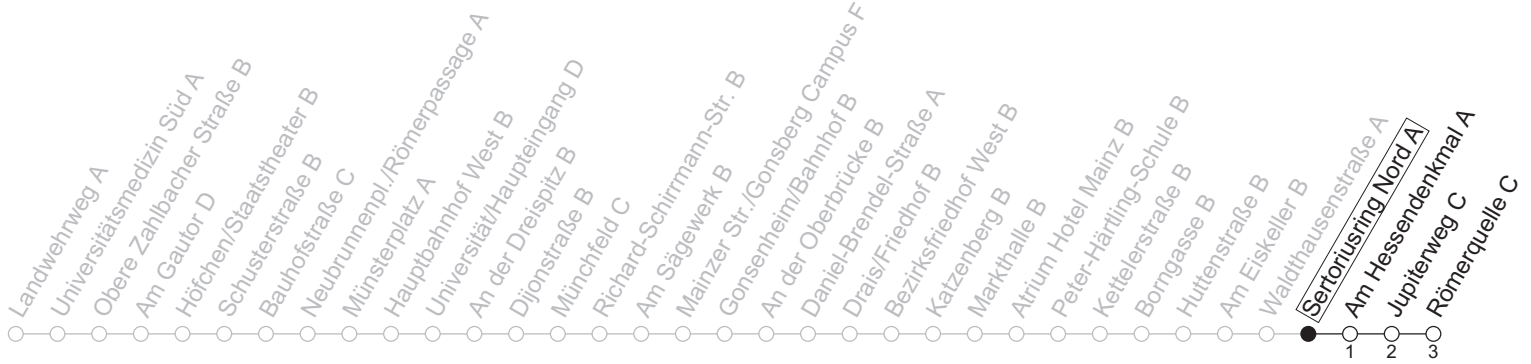 Landwehrweg A
Universitätsmedizin Süd A
Obere Zahlbacher Straße B
Am Gautor D
Höfchen/Staatstheater B
Schusterstraße B
Bauhofstraße C
Neubrunnenpl./Römerpassage A
Münsterplatz A
Hauptbahnhof West B
Universität/Haupteingang D
An der Dreispitz B
Dijonstraße B
Münchfeld C
Richard-Schirrmann-Str. B
Am Sägewerk B
Mainzer Str./Gonsberg Campus F
Gonsenheim/Bahnhof B
An der Oberbrücke B
Daniel-Brendel-Straße A
Drais/Friedhof B
Bezirksfriedhof West B
Katzenberg B
Markthalle B
Atrium Hotel Mainz B
Peter-Härtling-Schule B
Kettelerstraße B
Borngasse B
Huttenstraße B
Am Eiskeller B
Waldthausenstraße A
Sertoriusring Nord A
Am Hessendenkmal A
Jupiterweg C
Römerquelle C
1 2 3